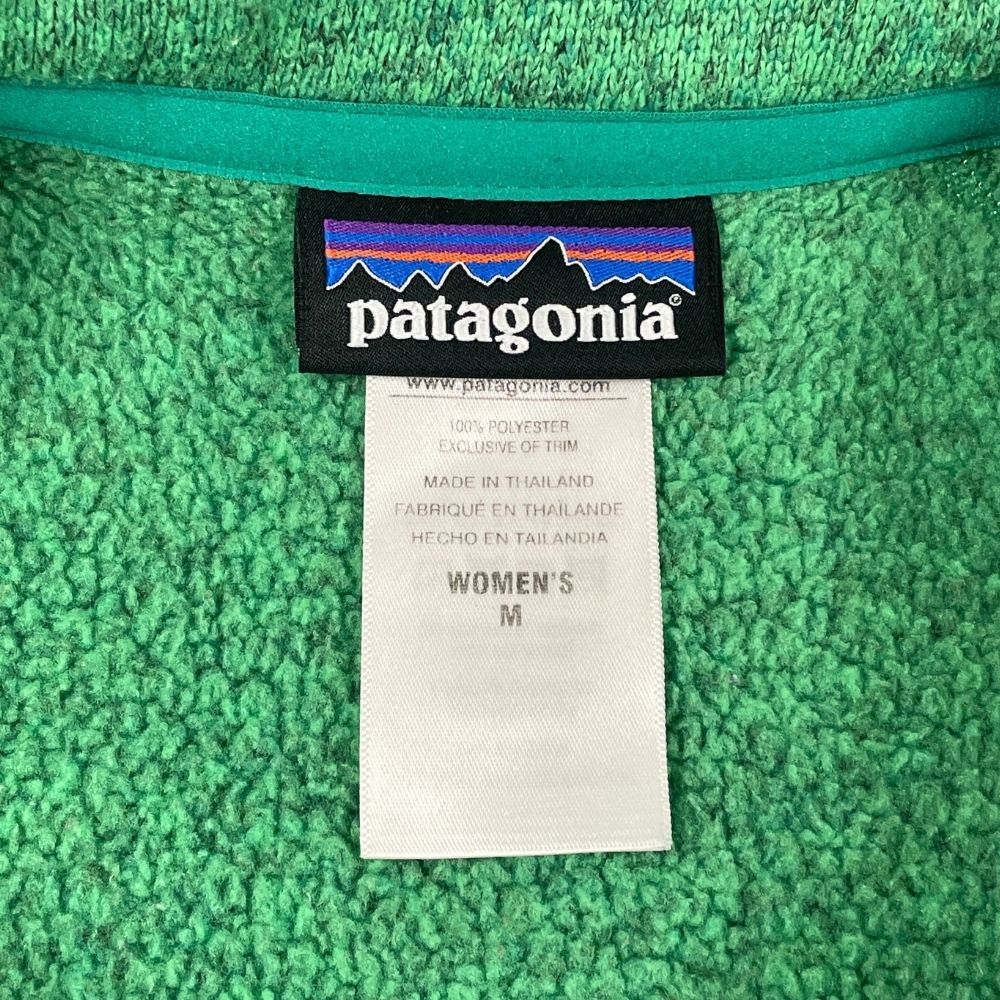 patagonia®
www.patagonia.com
100% POLYESTER
EXCLUSIVE OF TRIM
MADE IN THAILAND
FABRIQUÉ EN THAÏLANDE
HECHO EN TAILANDIA
WOMEN'S
M